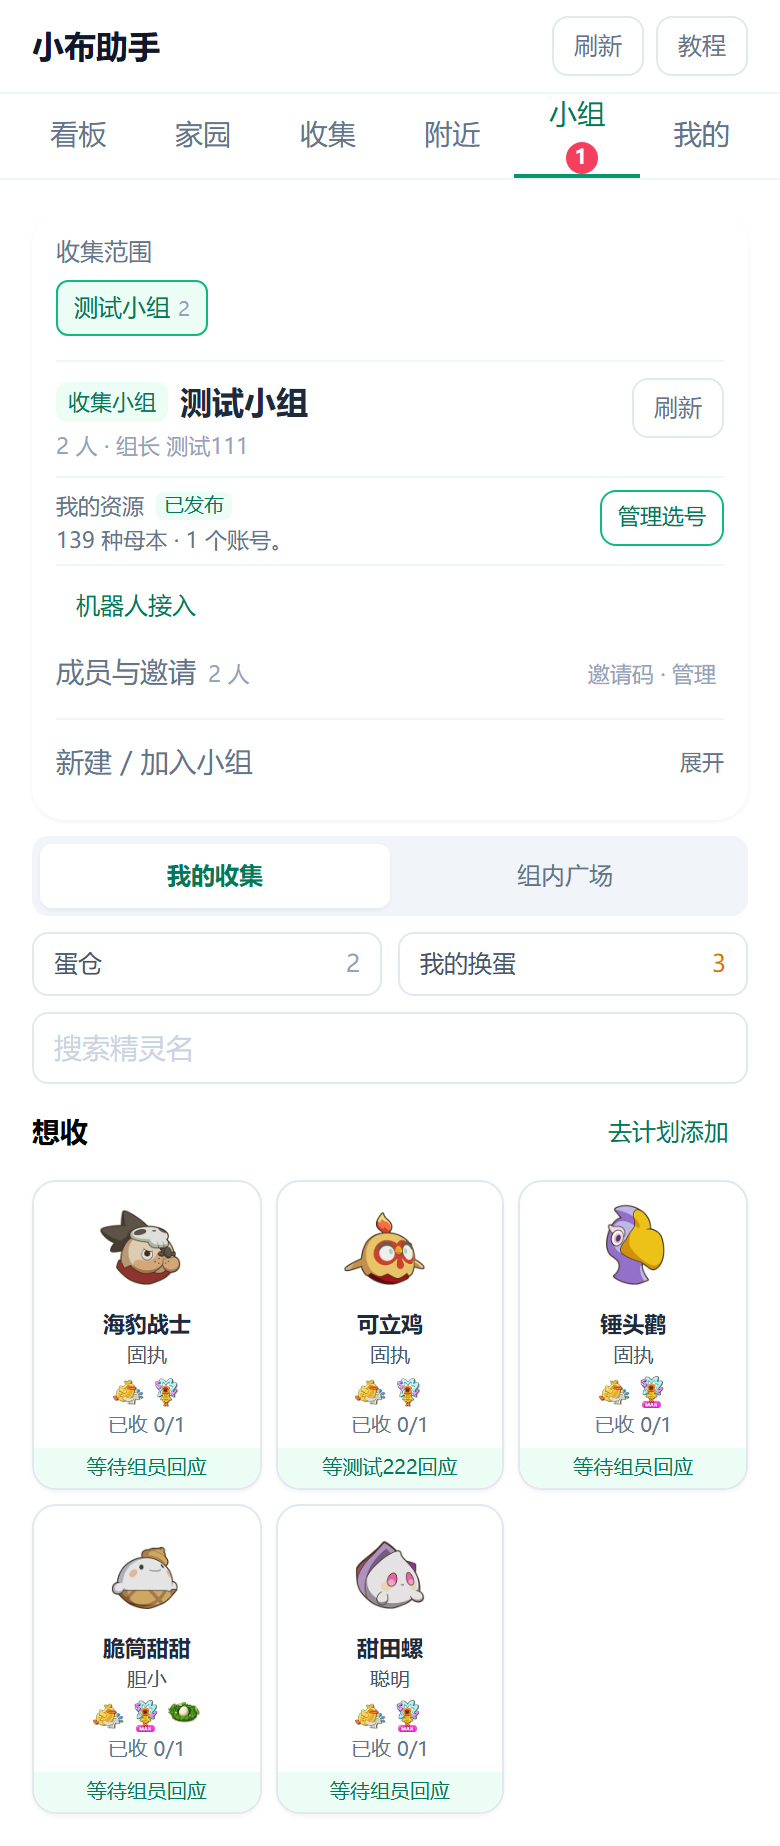 小布助手
刷新
教程
看板
家园
收集
附近
小组
1
我的
收集范围
测试小组 2
收集小组 测试小组
刷新
2 人 · 组长 测试111
我的资源 已发布
139 种母本 · 1 个账号。
管理选号
机器人接入
成员与邀请 2 人
邀请码 · 管理
新建 / 加入小组
展开
我的收集
组内广场
蛋仓 2
我的换蛋 3
搜索精灵名
想收
去计划添加
海豹战士
固执
已收 0/1
等待组员回应
可立鸡
固执
已收 0/1
等测试222回应
锤头鹳
固执
MAX
已收 0/1
等待组员回应
脆筒甜甜
胆小
MAX
已收 0/1
等待组员回应
甜田螺
聪明
MAX
已收 0/1
等待组员回应